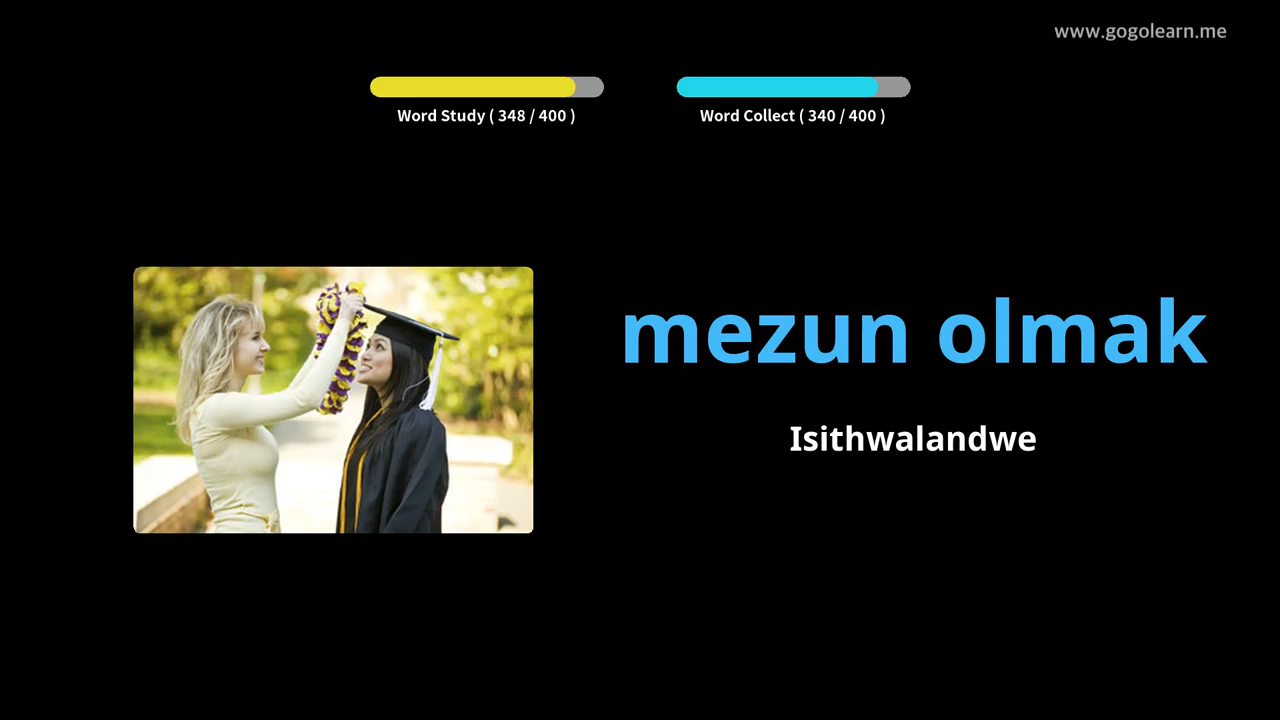 www.gogolearn.me
Word Study ( 348 / 400 )
Word Collect ( 340 / 400 )
mezun olmak
Isithwalandwe